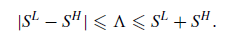 |S^L − S^H| ⩽ Λ ⩽ S^L + S^H.